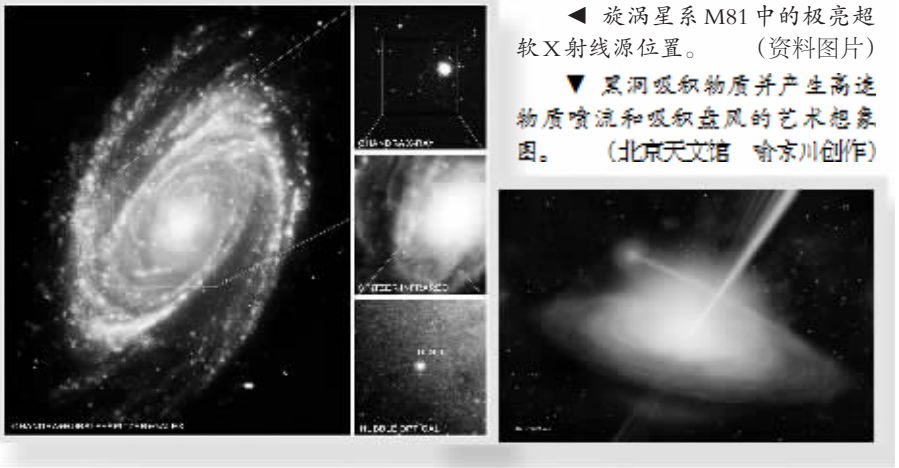 ◀ 旋涡星系M81中的极亮超
软X射线源位置。 (资料图片)
▼ 黑洞吸积物质并产生高速
物质喷流和吸积盘风的艺术想象
图。 (北京天文馆 喻京川创作)
CHANDRA X-RAY
SPITZER INFRARED
HUBBLE OPTICAL